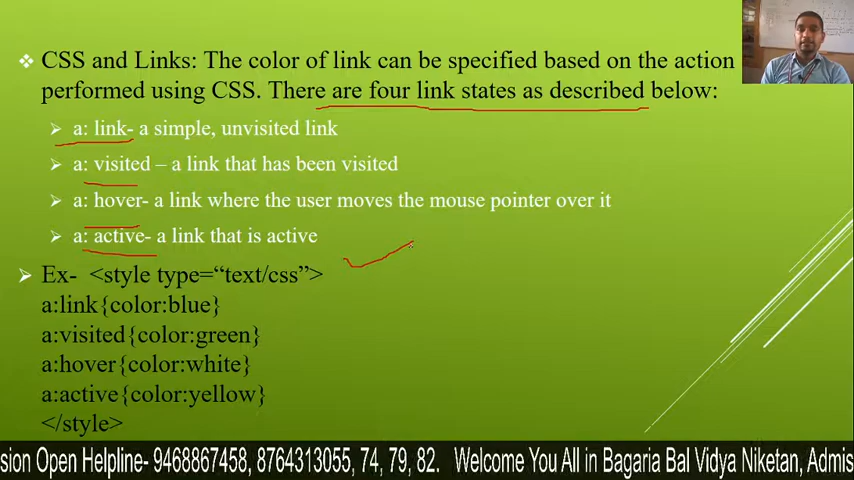 CSS and Links: The color of link can be specified based on the action
performed using CSS. There are four link states as described below:
a: link- a simple, unvisited link
a: visited – a link that has been visited
a: hover- a link where the user moves the mouse pointer over it
a: active- a link that is active
Ex- <style type=“text/css”>
a:link{color:blue}
a:visited{color:green}
a:hover{color:white}
a:active{color:yellow}
</style>
sion Open Helpline- 9468867458, 8764313055, 74, 79, 82. Welcome You All in Bagaria Bal Vidya Niketan, Admis